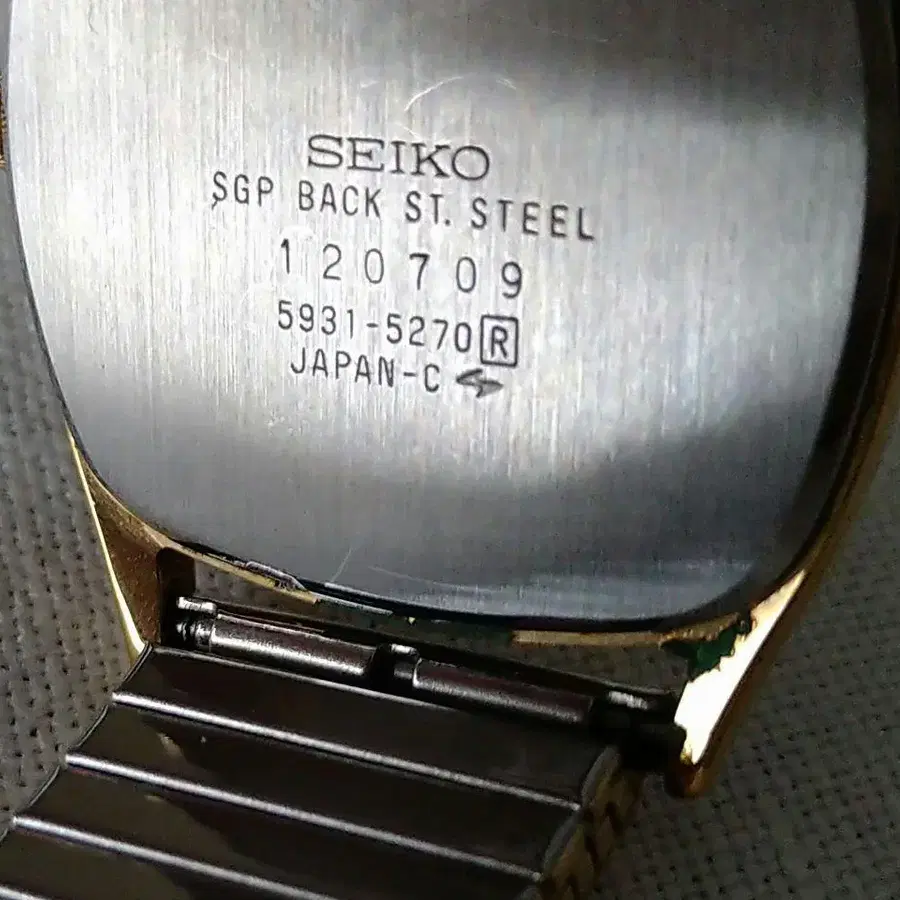 SEIKO
SGP BACK ST. STEEL
120709
5931-5270 R
JAPAN-C